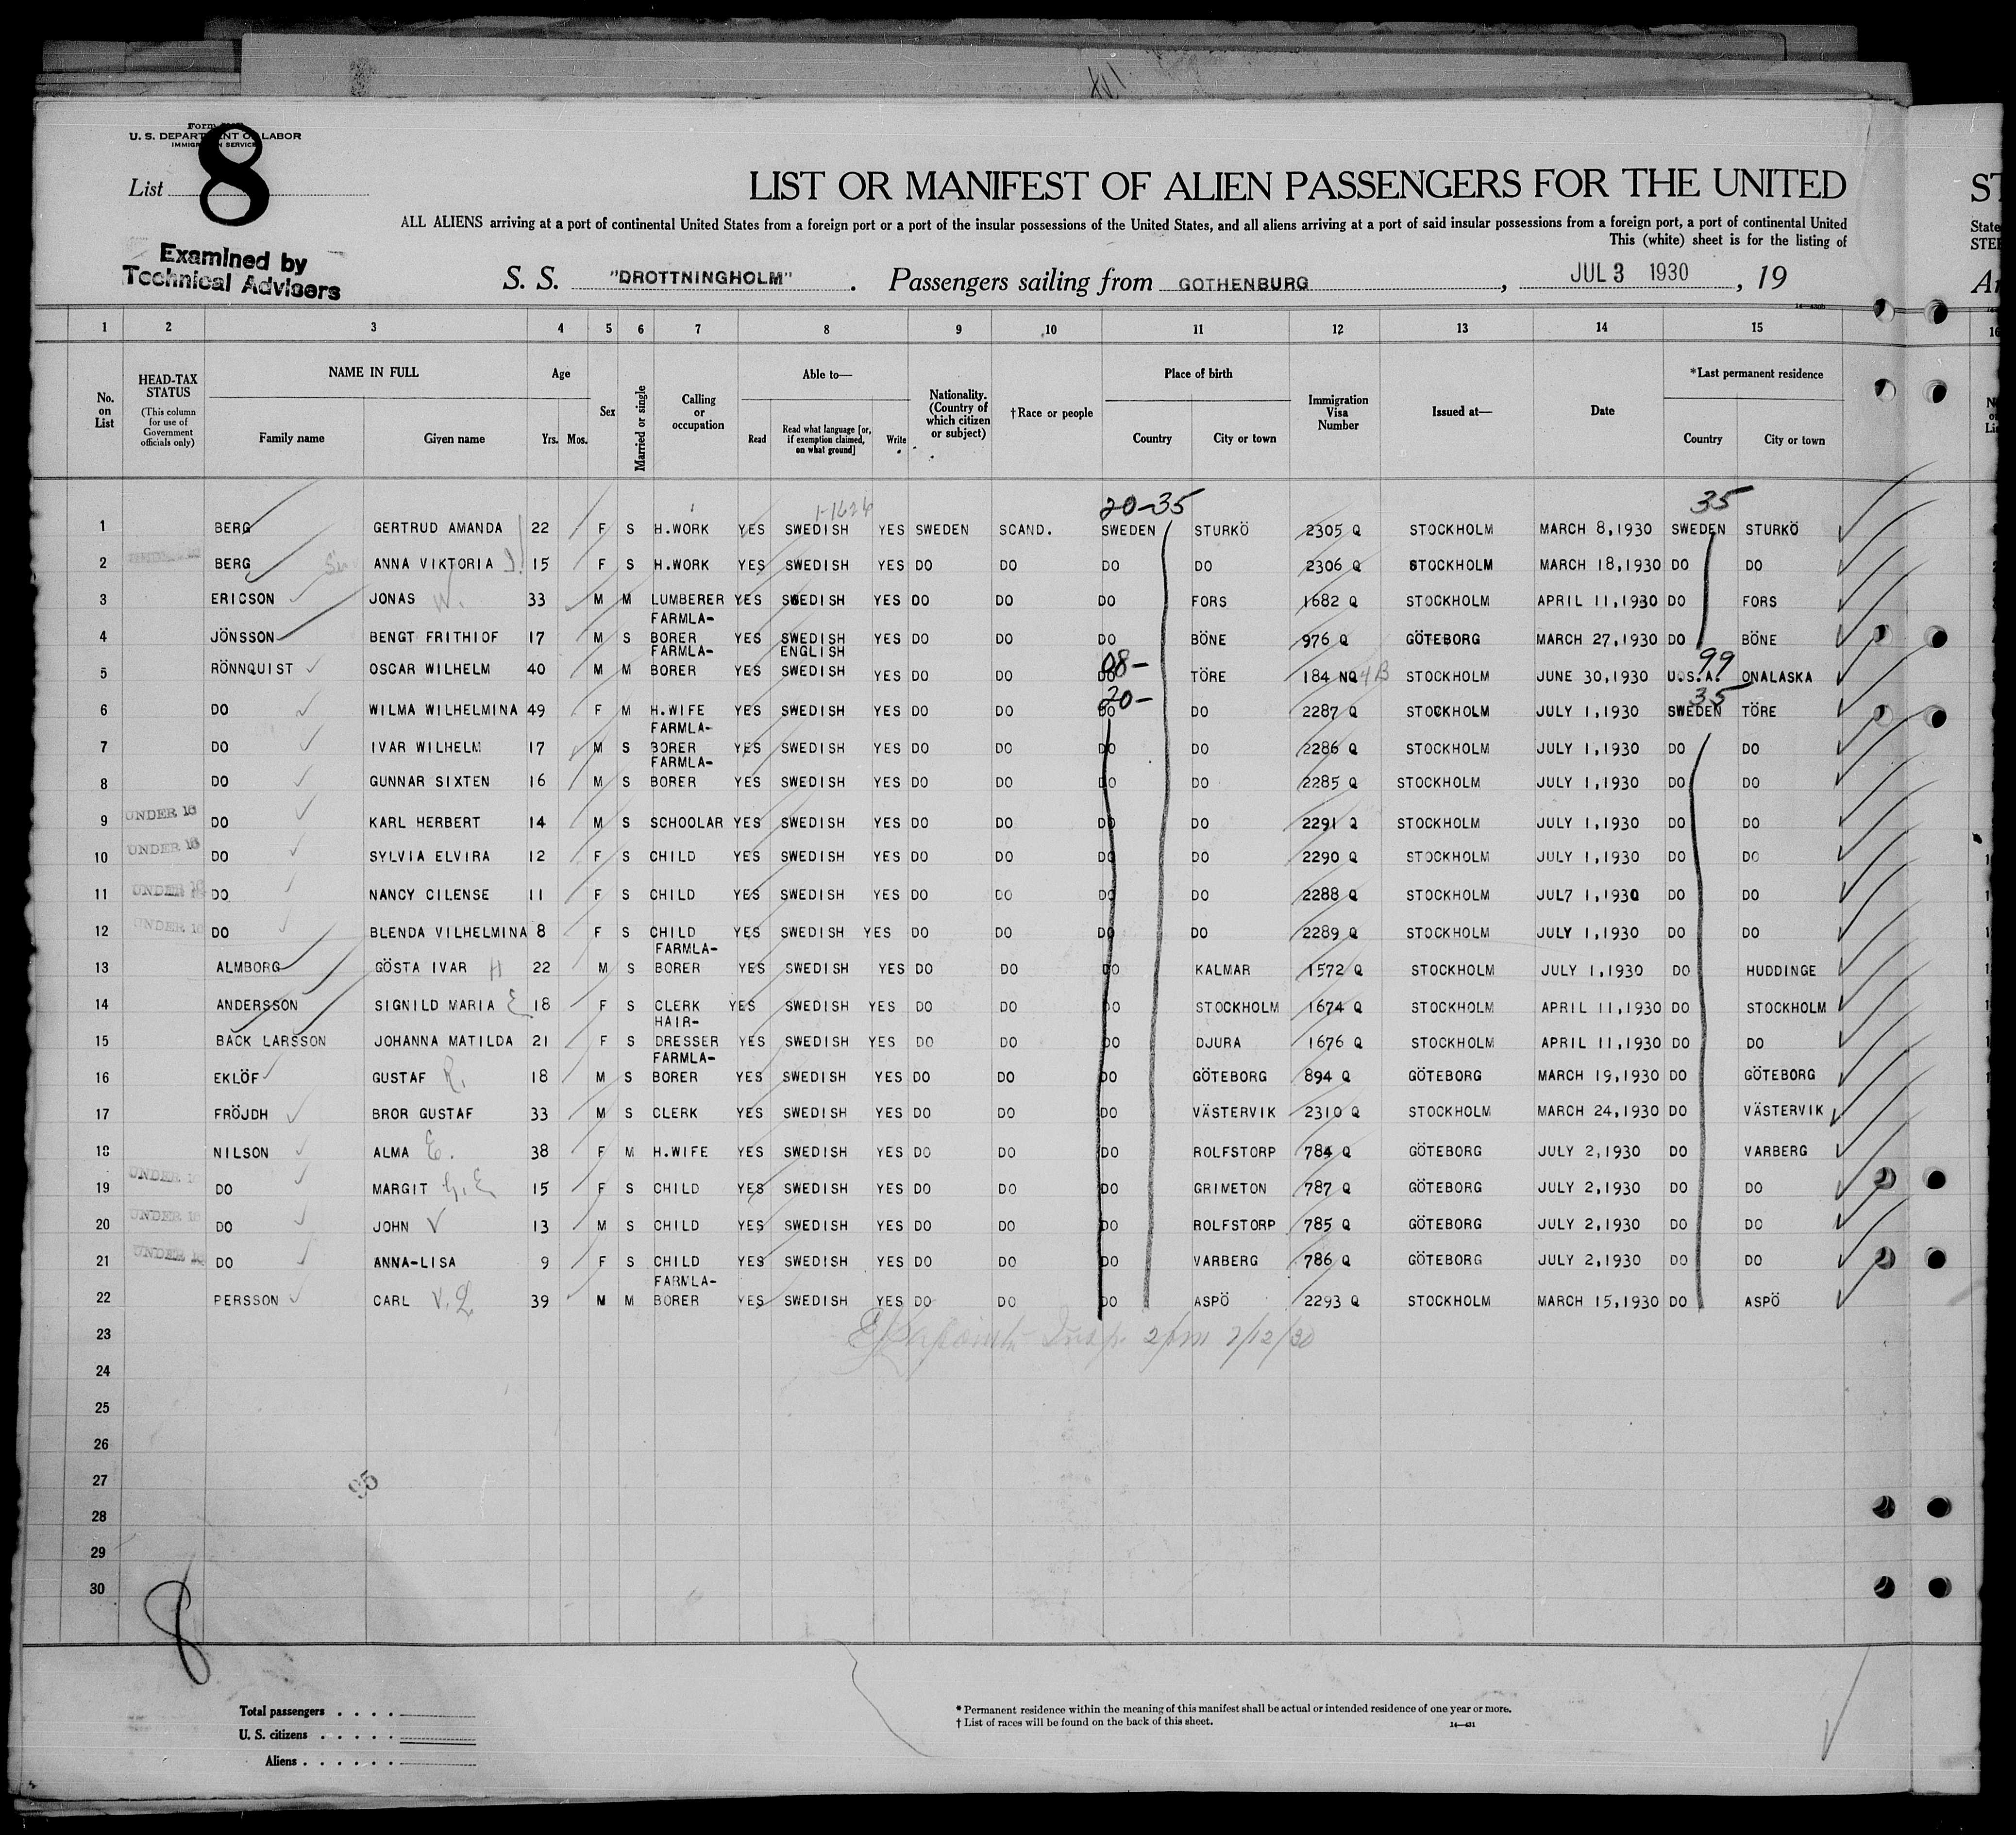 Form
U. S. DEPARTMENT OF LABOR
IMMIGRATION SERVICE
List 8
Examined by
Technical Advisers
LIST OR MANIFEST OF ALIEN PASSENGERS FOR THE UNITED
ST
ALL ALIENS arriving at a port of continental United States from a foreign port or a port of the insular possessions of the United States, and all aliens arriving at a port of said insular possessions from a foreign port, a port of continental United
State
This (white) sheet is for the listing of
S. S. "DROTTNINGHOLM". Passengers sailing from GOTHENBURG, JUL 3 1930, 19
1 2 3 4 5 6 7 8 9 10 11 12 13 14 15
No. on List
HEAD-TAX STATUS (This column for use of Government officials only)
NAME IN FULL Family name Given name
Age Yrs. Mos.
Sex
Married or single
Calling or occupation
Able to— Read Read what language [or, if exemption claimed, on what ground] Write
Nationality. (Country of which citizen or subject)
†Race or people
Place of birth Country City or town
Immigration Visa Number
Issued at—
Date
*Last permanent residence Country City or town
20-35 35
1 BERG GERTRUD AMANDA 22 F S H.WORK YES SWEDISH YES SWEDEN SCAND. SWEDEN STURKÖ 2305 Q STOCKHOLM MARCH 8,1930 SWEDEN STURKÖ
2 BERG ANNA VIKTORIA 15 F S H.WORK YES SWEDISH YES DO DO DO DO 2306 Q STOCKHOLM MARCH 18,1930 DO DO
3 ERICSON JONAS W. 33 M M LUMBERER YES SWEDISH YES DO DO DO FORS 1682 Q STOCKHOLM APRIL 11,1930 DO FORS
4 JÖNSSON BENGT FRITHIOF 17 M S FARMLA-BORER YES SWEDISH YES DO DO DO BÖNE 976 Q GÖTEBORG MARCH 27,1930 DO BÖNE
5 RÖNNQUIST OSCAR WILHELM 40 M M FARMLA-BORER YES ENGLISH SWEDISH YES DO DO DO 08- TÖRE 184 NQ 4B STOCKHOLM JUNE 30,1930 U.S.A. 99 ONALASKA
6 DO WILMA WILHELMINA 49 F M H.WIFE YES SWEDISH YES DO DO DO 20- DO 2287 Q STOCKHOLM JULY 1,1930 SWEDEN 35 TÖRE
7 DO IVAR WILHELM 17 M S FARMLA-BORER YES SWEDISH YES DO DO DO DO 2286 Q STOCKHOLM JULY 1,1930 DO DO
8 DO GUNNAR SIXTEN 16 M S FARMLA-BORER YES SWEDISH YES DO DO DO DO 2285 Q STOCKHOLM JULY 1,1930 DO DO
9 UNDER 16 DO KARL HERBERT 14 M S SCHOOLAR YES SWEDISH YES DO DO DO DO 2291 Q STOCKHOLM JULY 1,1930 DO DO
10 UNDER 16 DO SYLVIA ELVIRA 12 F S CHILD YES SWEDISH YES DO DO DO DO 2290 Q STOCKHOLM JULY 1,1930 DO DO
11 UNDER 16 DO NANCY CILENSE 11 F S CHILD YES SWEDISH YES DO DO DO DO 2288 Q STOCKHOLM JUL7 1,1930 DO DO
12 UNDER 16 DO BLENDA VILHELMINA 8 F S CHILD YES SWEDISH YES DO DO DO DO 2289 Q STOCKHOLM JULY 1,1930 DO DO
13 ALMBORG GÖSTA IVAR H 22 M S FARMLA-BORER YES SWEDISH YES DO DO DO KALMAR 1572 Q STOCKHOLM JULY 1,1930 DO HUDDINGE
14 ANDERSSON SIGNILD MARIA E 18 F S CLERK YES SWEDISH YES DO DO DO STOCKHOLM 1674 Q STOCKHOLM APRIL 11,1930 DO STOCKHOLM
15 BACK LARSSON JOHANNA MATILDA 21 F S HAIR-DRESSER YES SWEDISH YES DO DO DO DJURA 1676 Q STOCKHOLM APRIL 11,1930 DO DO
16 EKLÖF GUSTAF R. 18 M S FARMLA-BORER YES SWEDISH YES DO DO DO GÖTEBORG 894 Q GÖTEBORG MARCH 19,1930 DO GÖTEBORG
17 FRÖJDH BROR GUSTAF 33 M S CLERK YES SWEDISH YES DO DO DO VÄSTERVIK 2310 Q STOCKHOLM MARCH 24,1930 DO VÄSTERVIK
18 NILSON ALMA E. 38 F M H.WIFE YES SWEDISH YES DO DO DO ROLFSTORP 784 Q GÖTEBORG JULY 2,1930 DO VARBERG
19 UNDER 16 DO MARGIT G.E 15 F S CHILD YES SWEDISH YES DO DO DO GRIMETON 787 Q GÖTEBORG JULY 2,1930 DO DO
20 UNDER 16 DO JOHN V 13 M S CHILD YES SWEDISH YES DO DO DO ROLFSTORP 785 Q GÖTEBORG JULY 2,1930 DO DO
21 UNDER 16 DO ANNA-LISA 9 F S CHILD YES SWEDISH YES DO DO DO VARBERG 786 Q GÖTEBORG JULY 2,1930 DO DO
22 PERSSON CARL V. L 39 M M FARMLA-BORER YES SWEDISH YES DO DO DO ASPÖ 2293 Q STOCKHOLM MARCH 15,1930 DO ASPÖ
23 Insp. 2pm 7/12/30
24
25
26
27
95
28
29
30
8
Total passengers
U. S. citizens
Aliens
* Permanent residence within the meaning of this manifest shall be actual or intended residence of one year or more.
† List of races will be found on the back of this sheet. 14—431